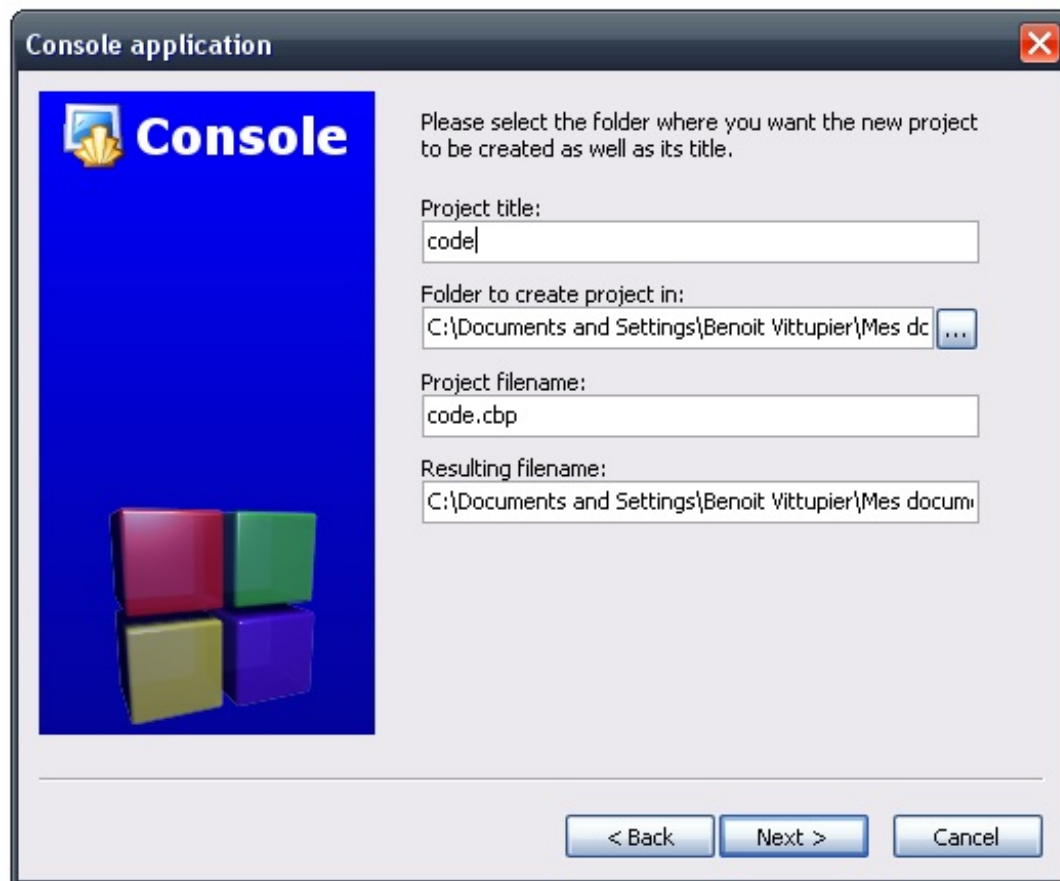 Console application
Console
Please select the folder where you want the new project
to be created as well as its title.
Project title:
code
Folder to create project in:
C:\Documents and Settings\Benoit Vittupier\Mes dc
...
Project filename:
code.cbp
Resulting filename:
C:\Documents and Settings\Benoit Vittupier\Mes docum
< Back
Next >
Cancel